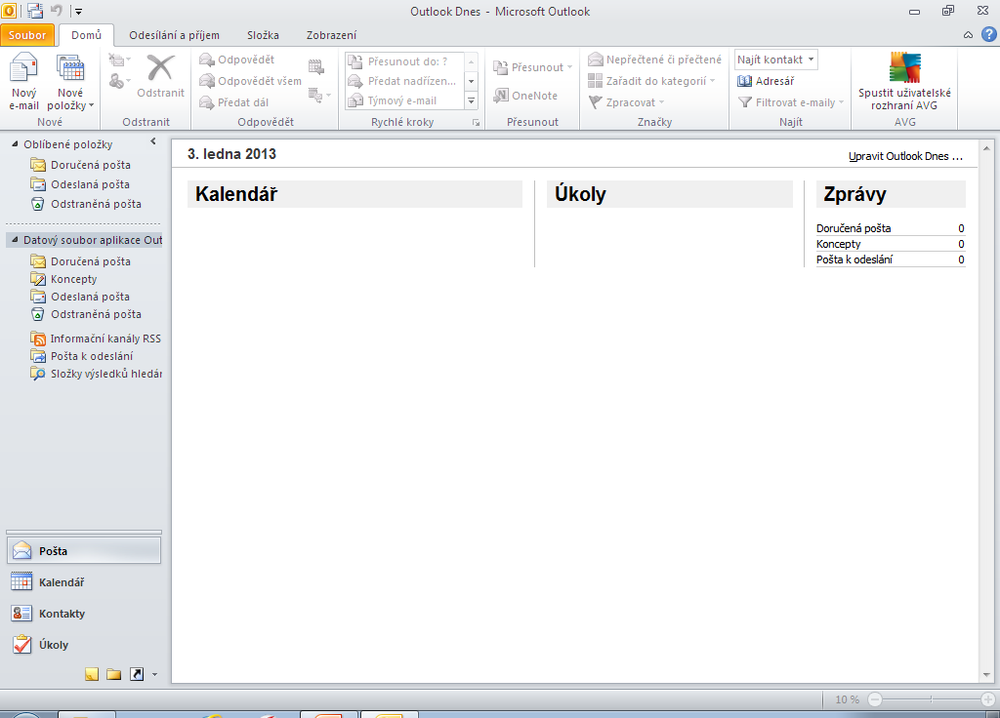 Outlook Dnes - Microsoft Outlook
Soubor Domů Odesílání a příjem Složka Zobrazení
Nový e-mail
Nové položky
Nové
Odstranit
Odstranit
Odpovědět
Odpovědět všem
Předat dál
Odpovědět
Přesunout do: ?
Předat nadřízen...
Týmový e-mail
Rychlé kroky
Přesunout
OneNote
Přesunout
Nepřečtené či přečtené
Zařadit do kategorií
Zpracovat
Značky
Najít kontakt
Adresář
Filtrovat e-maily
Najít
Spustit uživatelské
rozhraní AVG
AVG
Oblíbené položky
Doručená pošta
Odeslaná pošta
Odstraněná pošta
Datový soubor aplikace Out
Doručená pošta
Koncepty
Odeslaná pošta
Odstraněná pošta
Informační kanály RSS
Pošta k odeslání
Složky výsledků hledán
Pošta
Kalendář
Kontakty
Úkoly
3. ledna 2013
Upravit Outlook Dnes ...
Kalendář
Úkoly
Zprávy
Doručená pošta 0
Koncepty 0
Pošta k odeslání 0
10 %